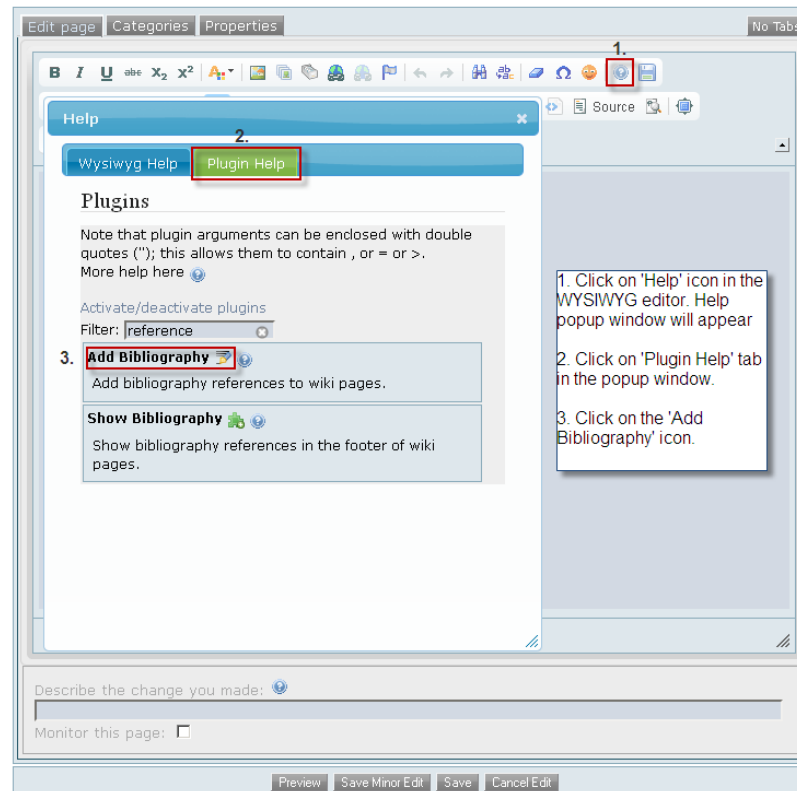 Edit page Categories Properties No Tabs
1.
B I U abc X2 X² A
Source
Help
2.
Wysiwyg Help Plugin Help
Plugins
Note that plugin arguments can be enclosed with double
quotes ("); this allows them to contain , or = or >.
More help here
Activate/deactivate plugins
Filter: reference
3. Add Bibliography
Add bibliography references to wiki pages.
Show Bibliography
Show bibliography references in the footer of wiki
pages.
1. Click on 'Help' icon in the
WYSIWYG editor. Help
popup window will appear
2. Click on 'Plugin Help' tab
in the popup window.
3. Click on the 'Add
Bibliography' icon.
Describe the change you made:
Monitor this page:
Preview Save Minor Edit Save Cancel Edit